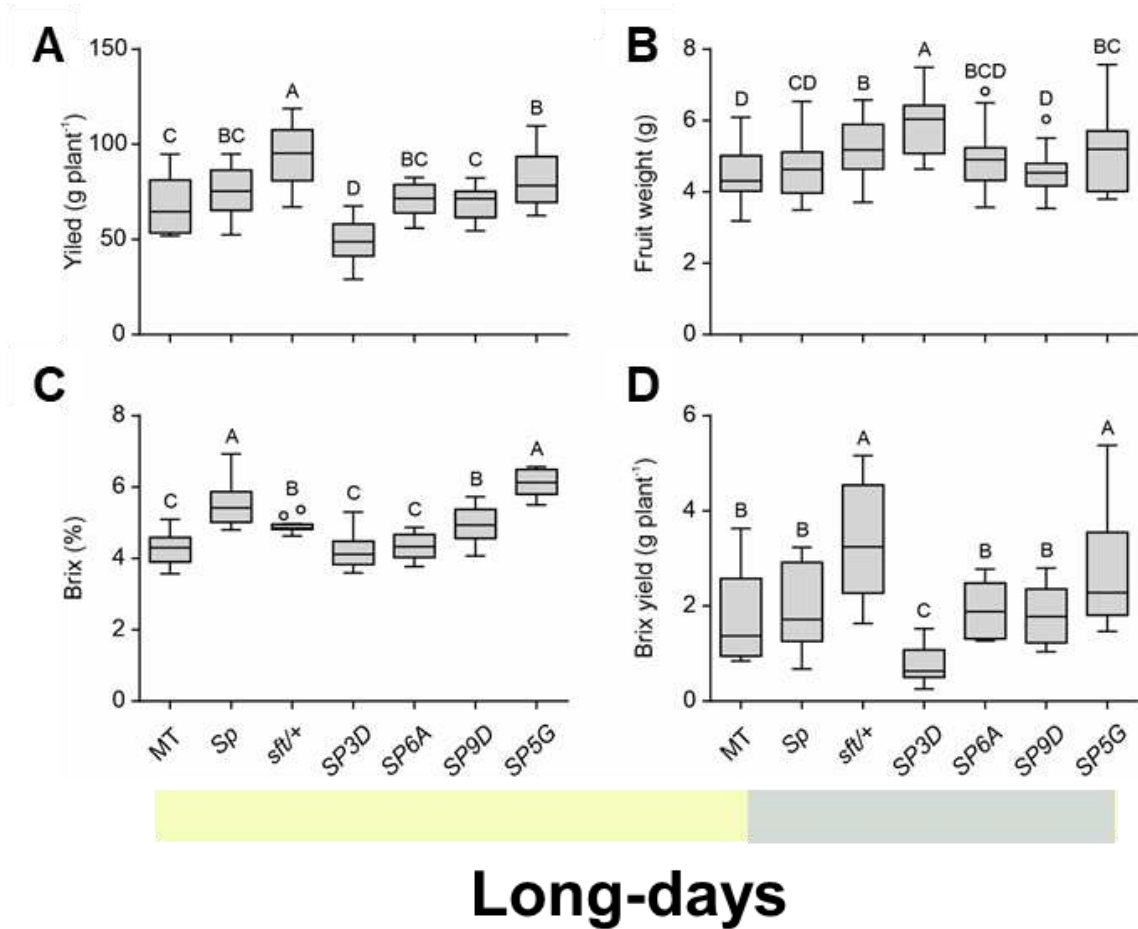 A
Yiled (g plant⁻¹)
150
100
50
0
C
BC
A
D
BC
C
B
B
Fruit weight (g)
8
6
4
2
0
D
CD
B
A
BCD
D
BC
C
Brix (%)
8
6
4
2
0
C
A
B
C
C
B
A
MT
Sp
sft/+
SP3D
SP6A
SP9D
SP5G
D
Brix yield (g plant⁻¹)
6
4
2
0
B
B
A
C
B
B
A
MT
Sp
sft/+
SP3D
SP6A
SP9D
SP5G
Long-days